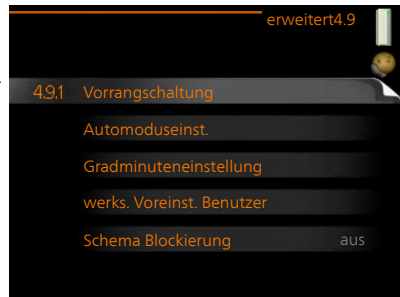 erweitert4.9
4.9.1 Vorrangschaltung
Automoduseinst.
Gradminuteneinstellung
werks. Voreinst. Benutzer
Schema Blockierung aus